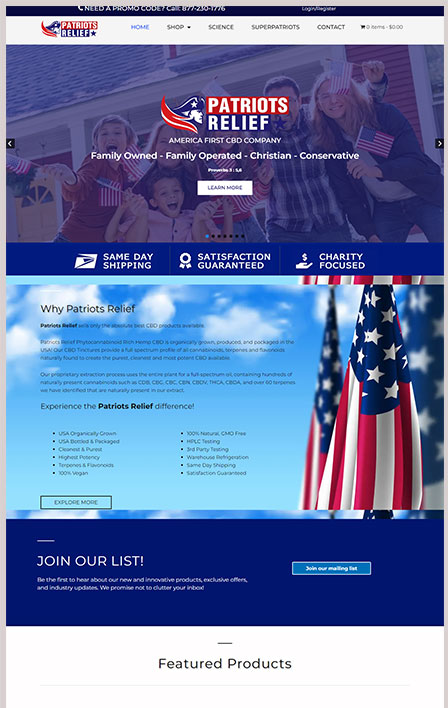 NEED A PROMO CODE? Call: 877-230-1776
Login/Register
PATRIOTS
RELIEF
HOME
SHOP
SCIENCE
SUPERPATRIOTS
CONTACT
0 items - $0.00
PATRIOTS
RELIEF
AMERICA FIRST CBD COMPANY
Family Owned - Family Operated - Christian - Conservative
Proverbs 3 : 5,6
LEARN MORE
SAME DAY
SHIPPING
SATISFACTION
GUARANTEED
CHARITY
FOCUSED
Why Patriots Relief
Patriots Relief sells only the absolute best CBD products available.
Patriots Relief Phytocannabinoid Rich Hemp CBD is organically grown, produced, and packaged in the
USA! Our CBD Tinctures provide a full-spectrum profile of all cannabinoids, terpenes and flavonoids
naturally found to create the purest, cleanest and most potent CBD available.
Our proprietary extraction process uses the entire plant for a full-spectrum oil, containing hundreds of
naturally present cannabinoids such as CDB, CBC, CBG, CBN, CBDV, THCA, CBDA, and over 60 terpenes
we have identified that are naturally present in our extract.
Experience the Patriots Relief difference!
USA Organically Grown
USA Bottled & Packaged
Cleanest & Purest
Highest Potency
Terpenes & Flavonoids
100% Vegan
100% Natural, GMO Free
HPLC Testing
3rd Party Testing
Warehouse Refrigeration
Same Day Shipping
Satisfaction Guaranteed
EXPLORE MORE
JOIN OUR LIST!
Be the first to hear about our new and innovative products, exclusive offers,
and industry updates. We promise not to clutter your inbox!
Join our mailing list
Featured Products